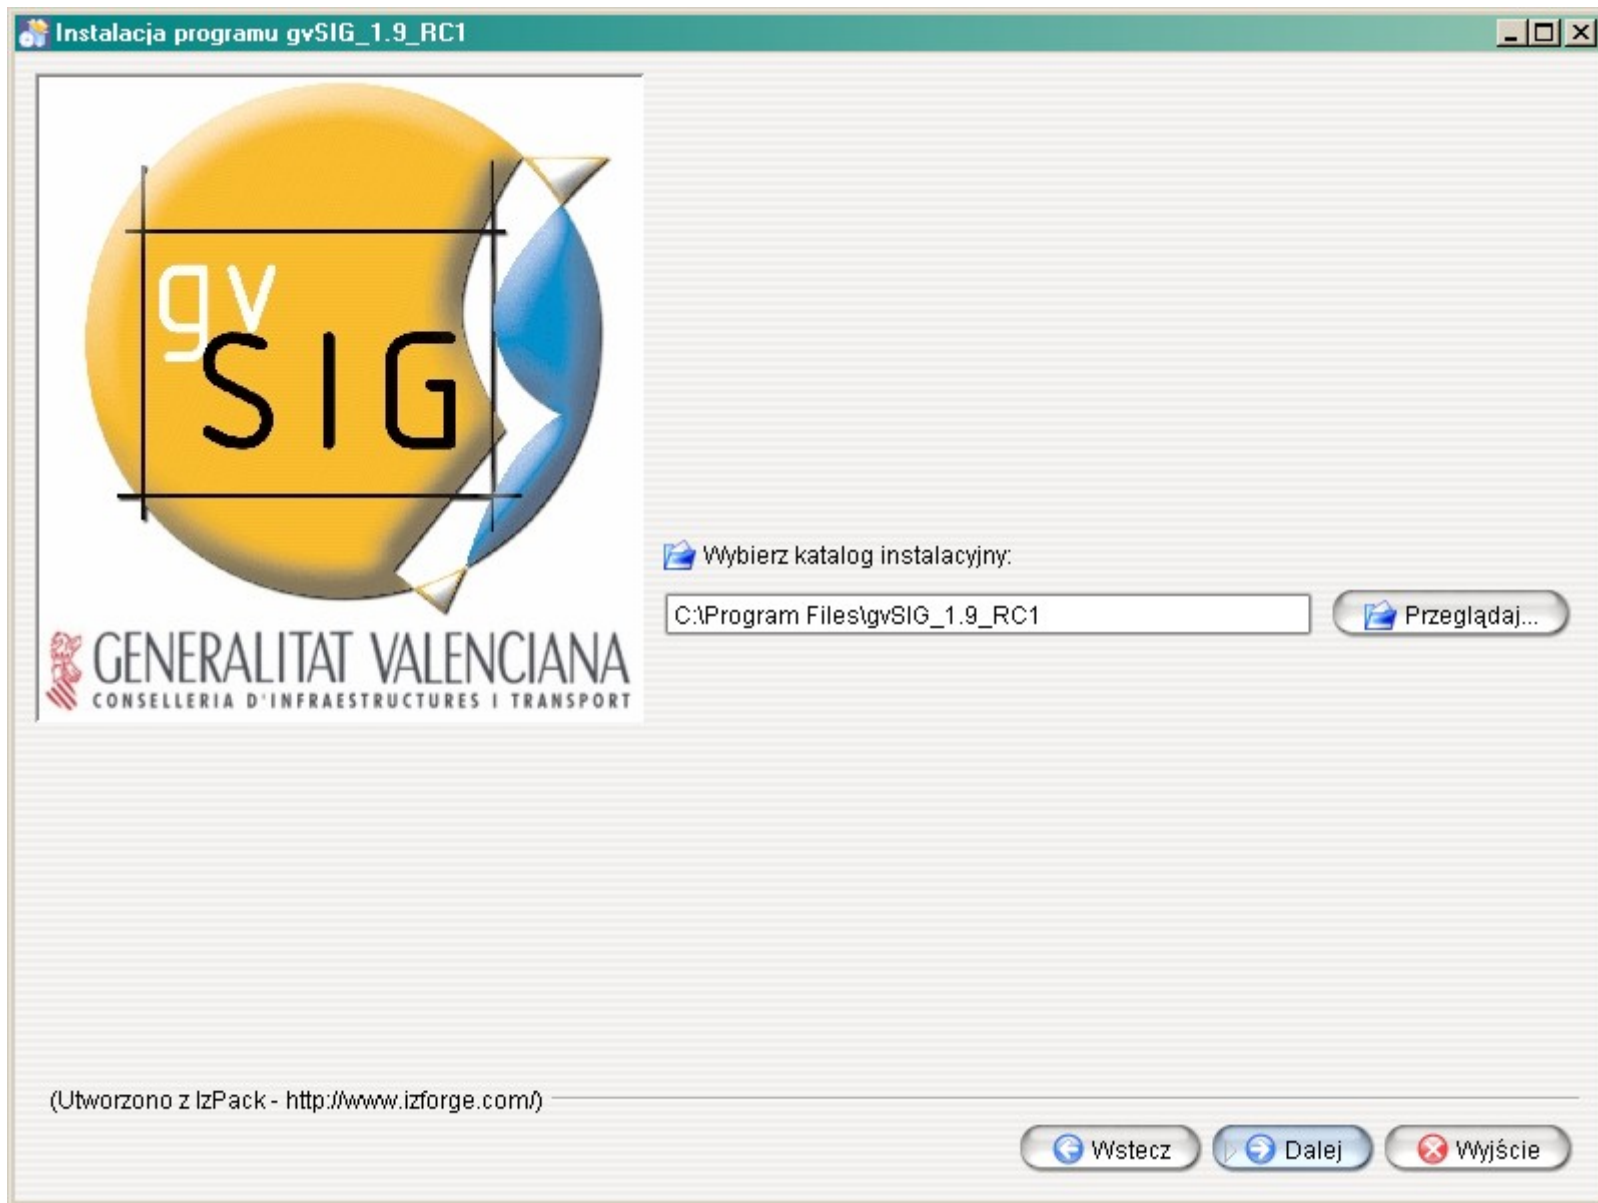 Instalacja programu gvSIG_1.9_RC1
gv
SIG
GENERALITAT VALENCIANA
CONSELLERIA D'INFRAESTRUCTURES I TRANSPORT
Wybierz katalog instalacyjny:
C:\Program Files\gvSIG_1.9_RC1
Przeglądaj...
(Utworzono z IzPack - http://www.izforge.com/)
Wstecz
Dalej
Wyjście